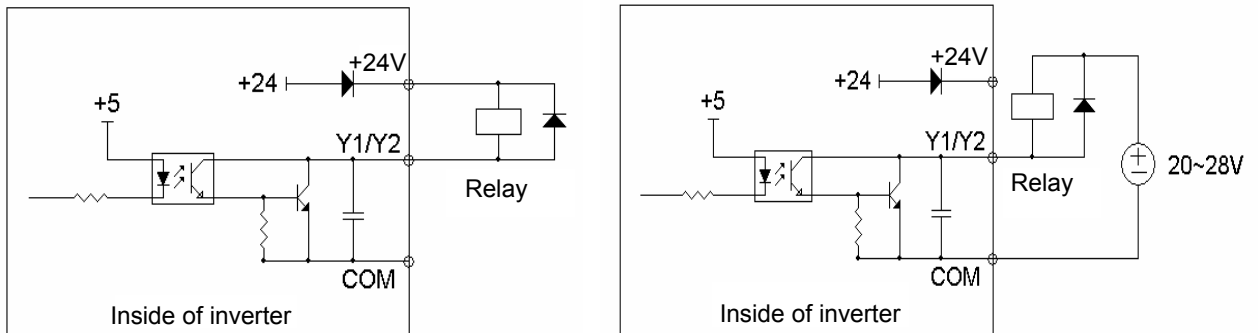 +24V
+24
+5
Y1/Y2
Relay
COM
Inside of inverter
+24V
+24
+5
Y1/Y2
Relay
20~28V
COM
Inside of inverter